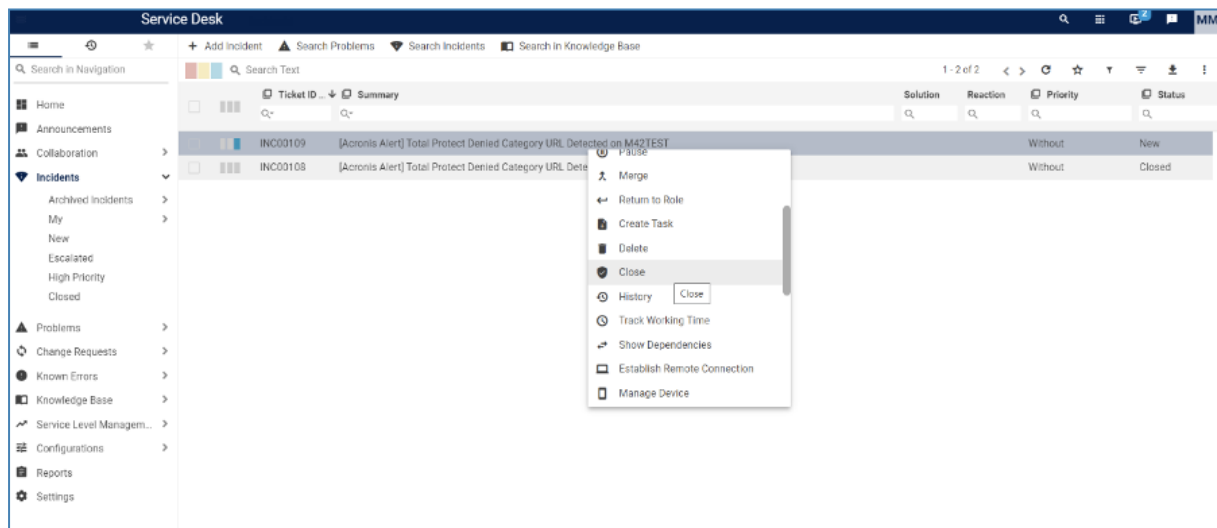 Service Desk
2
MM
+ Add Incident Search Problems Search Incidents Search in Knowledge Base
Search in Navigation
Search Text
1 - 2 of 2
Ticket ID ... Summary Solution Reaction Priority Status
Home
Announcements
Collaboration
Incidents
Archived Incidents
My
New
Escalated
High Priority
Closed
Problems
Change Requests
Known Errors
Knowledge Base
Service Level Managem...
Configurations
Reports
Settings
INC00109 [Acronis Alert] Total Protect Denied Category URL Detected on M42TEST Without New
INC00108 [Acronis Alert] Total Protect Denied Category URL Dete Without Closed
Pause
Merge
Return to Role
Create Task
Delete
Close
History
Close
Track Working Time
Show Dependencies
Establish Remote Connection
Manage Device